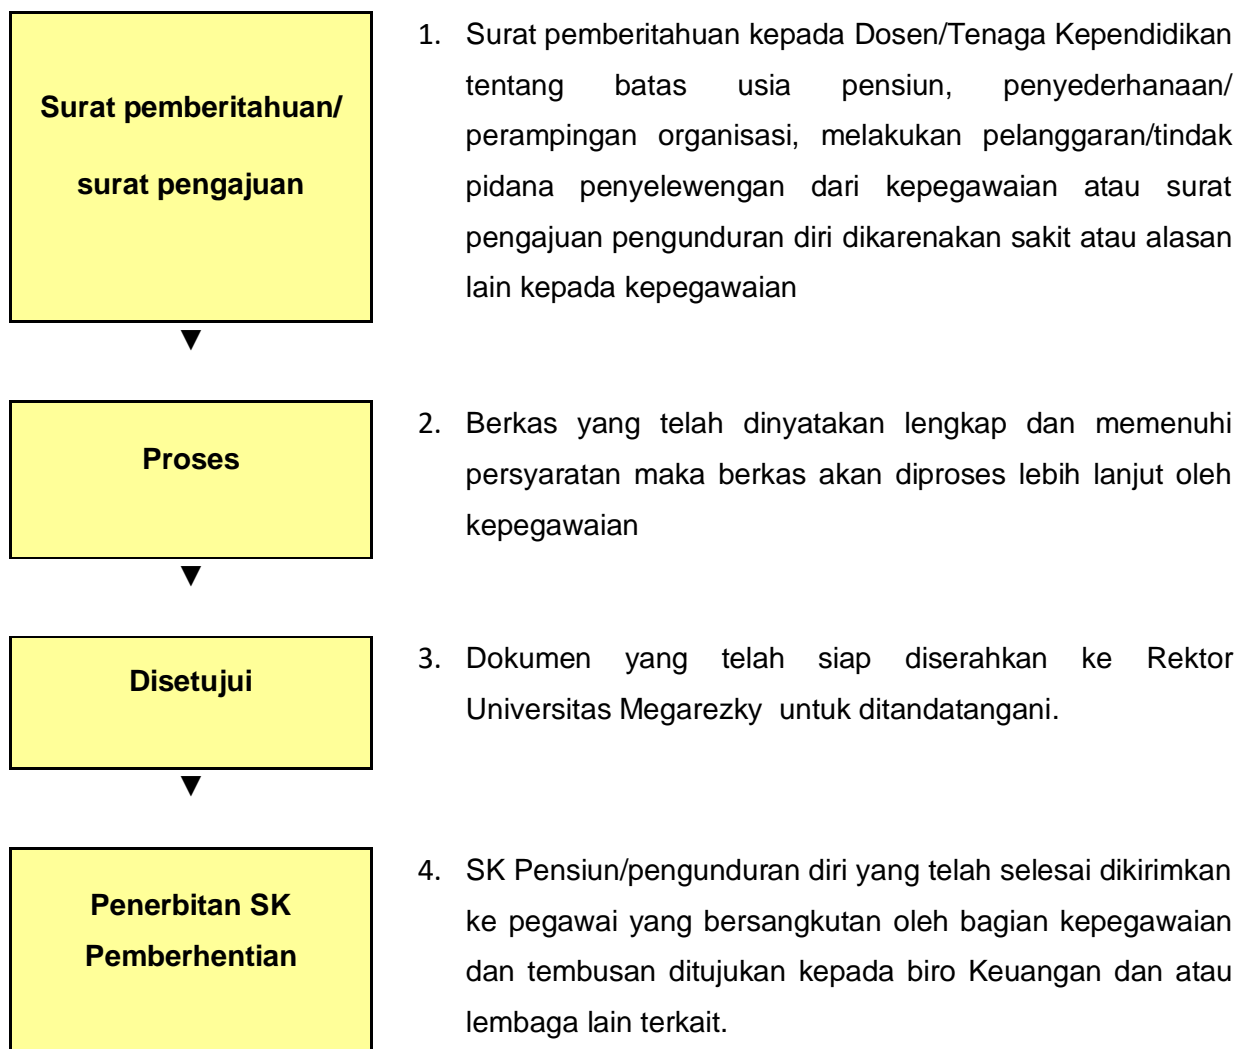 Surat pemberitahuan/
surat pengajuan
1. Surat pemberitahuan kepada Dosen/Tenaga Kependidikan
tentang batas usia pensiun, penyederhanaan/
perampingan organisasi, melakukan pelanggaran/tindak
pidana penyelewengan dari kepegawaian atau surat
pengajuan pengunduran diri dikarenakan sakit atau alasan
lain kepada kepegawaian
Proses
2. Berkas yang telah dinyatakan lengkap dan memenuhi
persyaratan maka berkas akan diproses lebih lanjut oleh
kepegawaian
Disetujui
3. Dokumen yang telah siap diserahkan ke Rektor
Universitas Megarezky untuk ditandatangani.
Penerbitan SK
Pemberhentian
4. SK Pensiun/pengunduran diri yang telah selesai dikirimkan
ke pegawai yang bersangkutan oleh bagian kepegawaian
dan tembusan ditujukan kepada biro Keuangan dan atau
lembaga lain terkait.